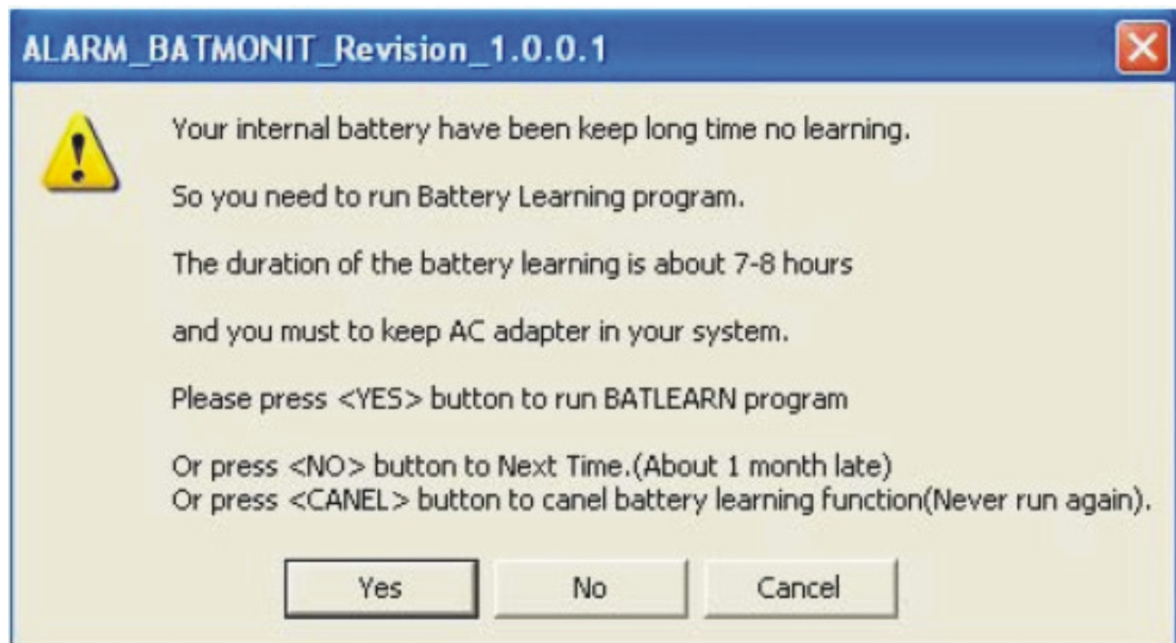 ALARM_BATMONIT_Revision_1.0.0.1
Your internal battery have been keep long time no learning.
So you need to run Battery Learning program.
The duration of the battery learning is about 7-8 hours
and you must to keep AC adapter in your system.
Please press <YES> button to run BATLEARN program
Or press <NO> button to Next Time.(About 1 month late)
Or press <CANEL> button to canel battery learning function(Never run again).
Yes
No
Cancel